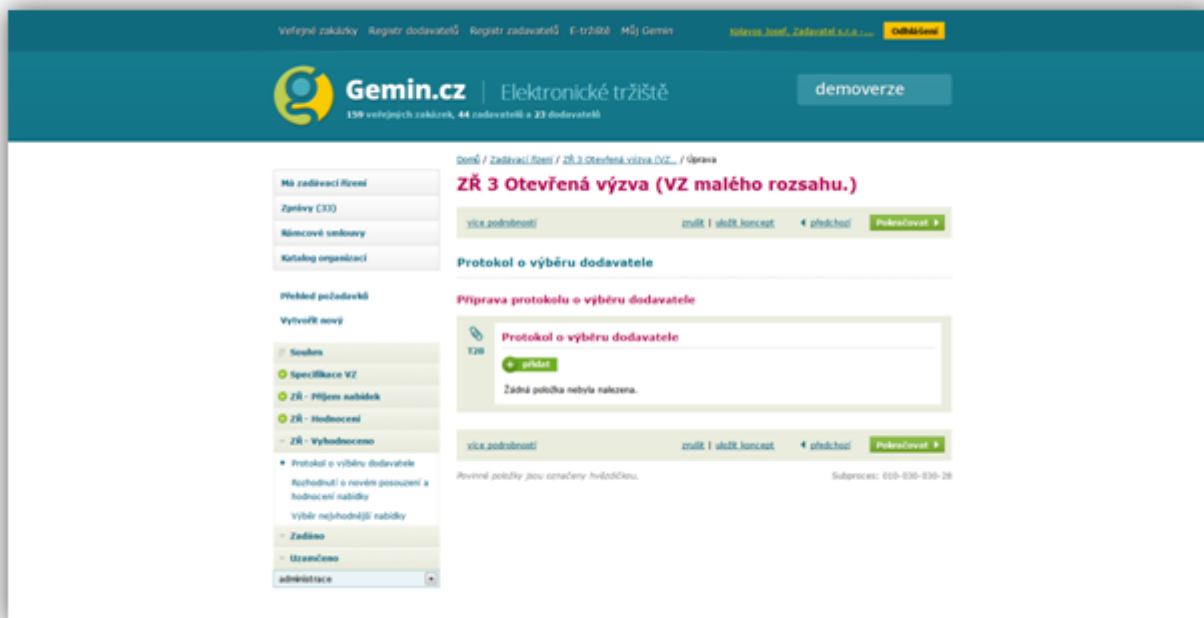 Veřejné zakázky Registr dodavatelů Registr zadavatelů E-tržiště Můj Gemin
Josef, Zadavatel s.r.o -... Odhlášení
Gemin.cz | Elektronické tržiště
demoverze
159 veřejných zakázek, 44 zadavatelů a 23 dodavatelů
Domů / Zadávací řízení / ZŘ 3 Otevřená výzva (VZ... / Úprava
Má zadávací řízení
Zprávy (33)
Rámcové smlouvy
Katalog organizací
Přehled požadavků
Vytvořit nový
Souhrn
Specifikace VZ
ZŘ - Příjem nabídek
ZŘ - Hodnocení
ZŘ - Vyhodnoceno
Protokol o výběru dodavatele
Rozhodnutí o novém posouzení a
hodnocení nabídky
Výběr nejvhodnější nabídky
Zadáno
Uzamčeno
administrace
ZŘ 3 Otevřená výzva (VZ malého rozsahu.)
více podrobností zrušit | uložit koncept předchozí Pokračovat
Protokol o výběru dodavatele
Příprava protokolu o výběru dodavatele
T28
Protokol o výběru dodavatele
+ přidat
Žádná položka nebyla nalezena.
více podrobností zrušit | uložit koncept předchozí Pokračovat
Povinné položky jsou označeny hvězdičkou. Subproces: 010-030-030-28